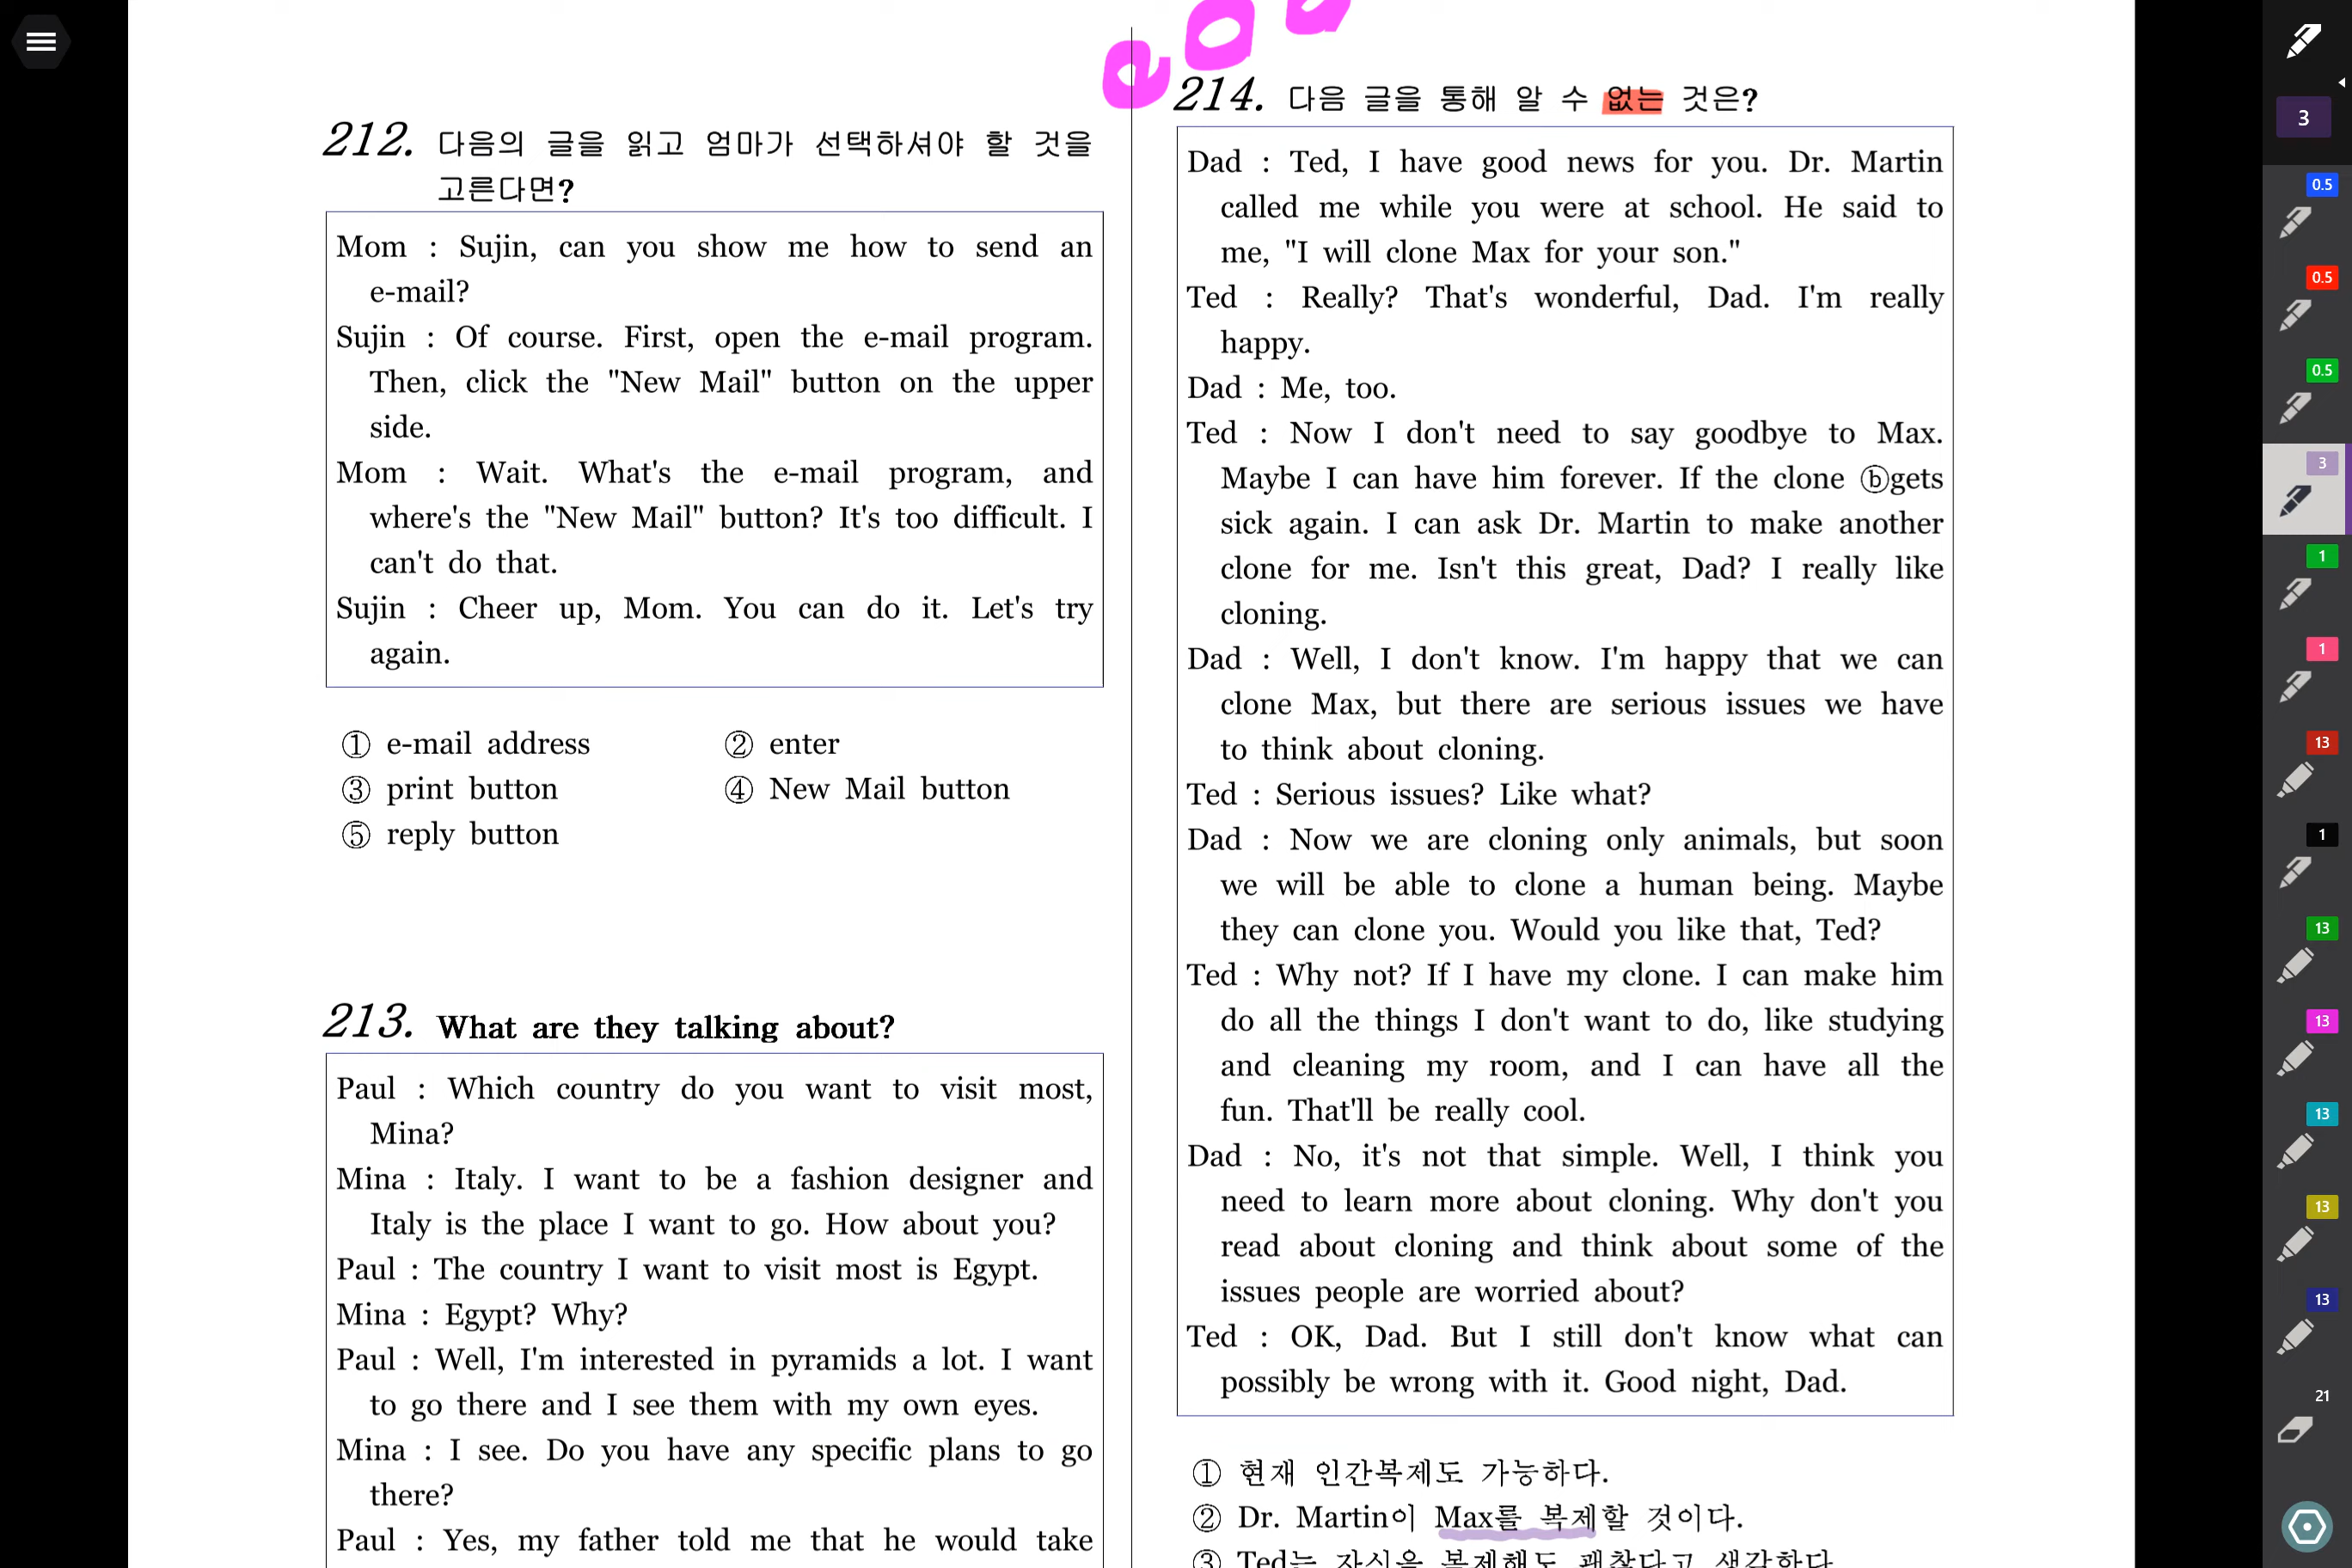 212. 다음의 글을 읽고 엄마가 선택하셔야 할 것을
고른다면?
Mom : Sujin, can you show me how to send an
e-mail?
Sujin : Of course. First, open the e-mail program.
Then, click the "New Mail" button on the upper
side.
Mom : Wait. What's the e-mail program, and
where's the "New Mail" button? It's too difficult. I
can't do that.
Sujin : Cheer up, Mom. You can do it. Let's try
again.
① e-mail address ② enter
③ print button ④ New Mail button
⑤ reply button
213. What are they talking about?
Paul : Which country do you want to visit most,
Mina?
Mina : Italy. I want to be a fashion designer and
Italy is the place I want to go. How about you?
Paul : The country I want to visit most is Egypt.
Mina : Egypt? Why?
Paul : Well, I'm interested in pyramids a lot. I want
to go there and I see them with my own eyes.
Mina : I see. Do you have any specific plans to go
there?
Paul : Yes, my father told me that he would take
214. 다음 글을 통해 알 수 없는 것은?
Dad : Ted, I have good news for you. Dr. Martin
called me while you were at school. He said to
me, "I will clone Max for your son."
Ted : Really? That's wonderful, Dad. I'm really
happy.
Dad : Me, too.
Ted : Now I don't need to say goodbye to Max.
Maybe I can have him forever. If the clone ⓑgets
sick again. I can ask Dr. Martin to make another
clone for me. Isn't this great, Dad? I really like
cloning.
Dad : Well, I don't know. I'm happy that we can
clone Max, but there are serious issues we have
to think about cloning.
Ted : Serious issues? Like what?
Dad : Now we are cloning only animals, but soon
we will be able to clone a human being. Maybe
they can clone you. Would you like that, Ted?
Ted : Why not? If I have my clone. I can make him
do all the things I don't want to do, like studying
and cleaning my room, and I can have all the
fun. That'll be really cool.
Dad : No, it's not that simple. Well, I think you
need to learn more about cloning. Why don't you
read about cloning and think about some of the
issues people are worried about?
Ted : OK, Dad. But I still don't know what can
possibly be wrong with it. Good night, Dad.
① 현재 인간복제도 가능하다.
② Dr. Martin이 Max를 복제할 것이다.
③ Ted는 자신을 복제해도 괜찮다고 생각한다
3
0.5
0.5
0.5
3
1
1
13
1
13
13
13
13
13
21